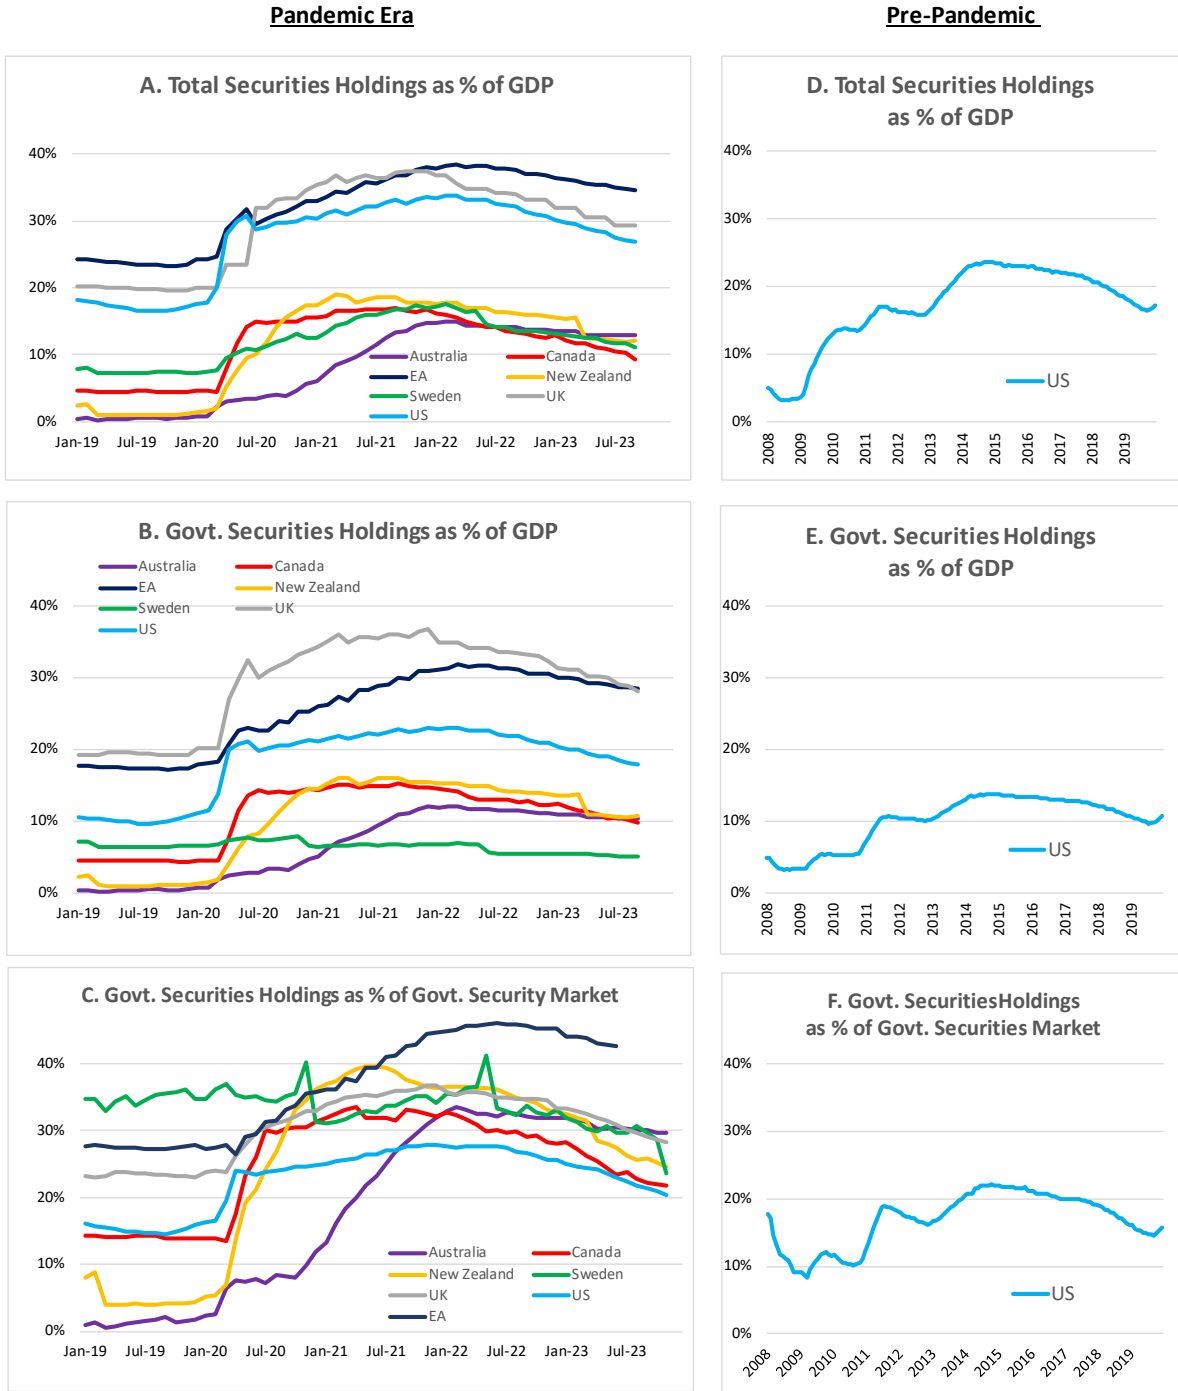 Pandemic Era
Pre-Pandemic
A. Total Securities Holdings as % of GDP
40%
30%
20%
10%
0%
Australia
Canada
EA
New Zealand
Sweden
UK
US
Jan-19
Jul-19
Jan-20
Jul-20
Jan-21
Jul-21
Jan-22
Jul-22
Jan-23
Jul-23
D. Total Securities Holdings
as % of GDP
40%
30%
20%
10%
0%
US
2008
2009
2010
2011
2012
2013
2014
2015
2016
2017
2018
2019
B. Govt. Securities Holdings as % of GDP
Australia
Canada
EA
New Zealand
Sweden
UK
US
40%
30%
20%
10%
0%
Jan-19
Jul-19
Jan-20
Jul-20
Jan-21
Jul-21
Jan-22
Jul-22
Jan-23
Jul-23
E. Govt. Securities Holdings
as % of GDP
40%
30%
20%
10%
0%
US
2008
2009
2010
2011
2012
2013
2014
2015
2016
2017
2018
2019
C. Govt. Securities Holdings as % of Govt. Security Market
40%
30%
20%
10%
0%
Australia
Canada
New Zealand
Sweden
UK
US
EA
Jan-19
Jul-19
Jan-20
Jul-20
Jan-21
Jul-21
Jan-22
Jul-22
Jan-23
Jul-23
F. Govt. SecuritiesHoldings
as % of Govt. Securities Market
40%
30%
20%
10%
0%
US
2008
2009
2010
2011
2012
2013
2014
2015
2016
2017
2018
2019